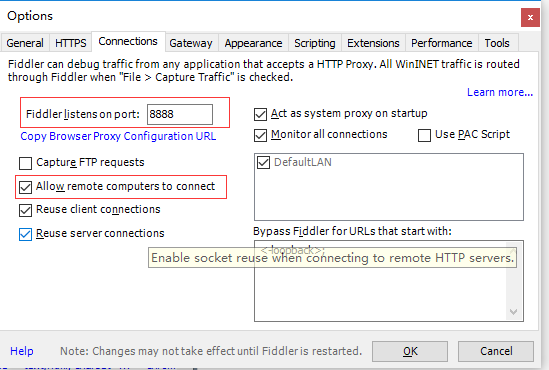 Options
General HTTPS Connections Gateway Appearance Scripting Extensions Performance Tools
Fiddler can debug traffic from any application that accepts a HTTP Proxy. All WinINET traffic is routed
through Fiddler when "File > Capture Traffic" is checked.
Learn more...
Fiddler listens on port: 8888
Copy Browser Proxy Configuration URL
Capture FTP requests
Allow remote computers to connect
Reuse client connections
Reuse server connections
Act as system proxy on startup
Monitor all connections Use PAC Script
DefaultLAN
Bypass Fiddler for URLs that start with:
<-loopback>;
Enable socket reuse when connecting to remote HTTP servers.
Help Note: Changes may not take effect until Fiddler is restarted. OK Cancel